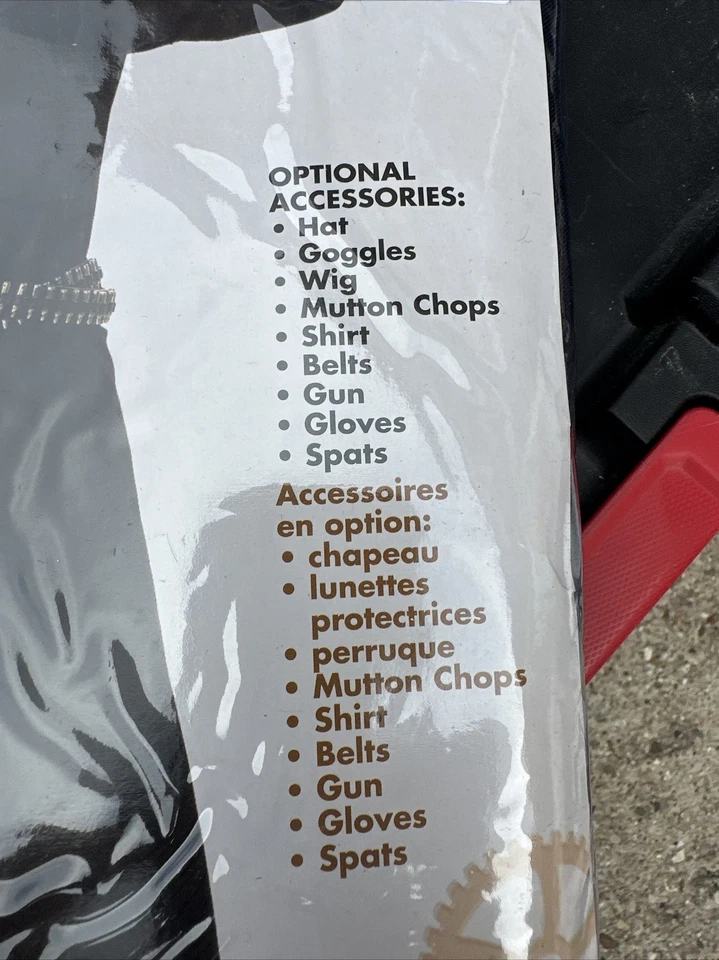 OPTIONAL
ACCESSORIES:
• Hat
• Goggles
• Wig
• Mutton Chops
• Shirt
• Belts
• Gun
• Gloves
• Spats
Accessoires
en option:
• chapeau
• lunettes
protectrices
• perruque
• Mutton Chops
• Shirt
• Belts
• Gun
• Gloves
• Spats